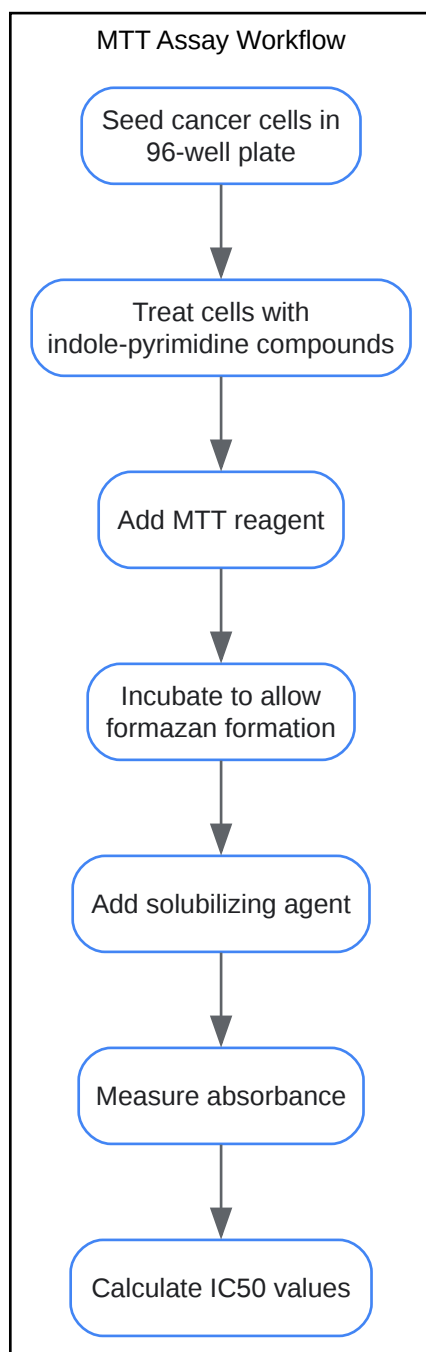 MTT Assay Workflow
Seed cancer cells in
96-well plate
Treat cells with
indole-pyrimidine compounds
Add MTT reagent
Incubate to allow
formazan formation
Add solubilizing agent
Measure absorbance
Calculate IC50 values